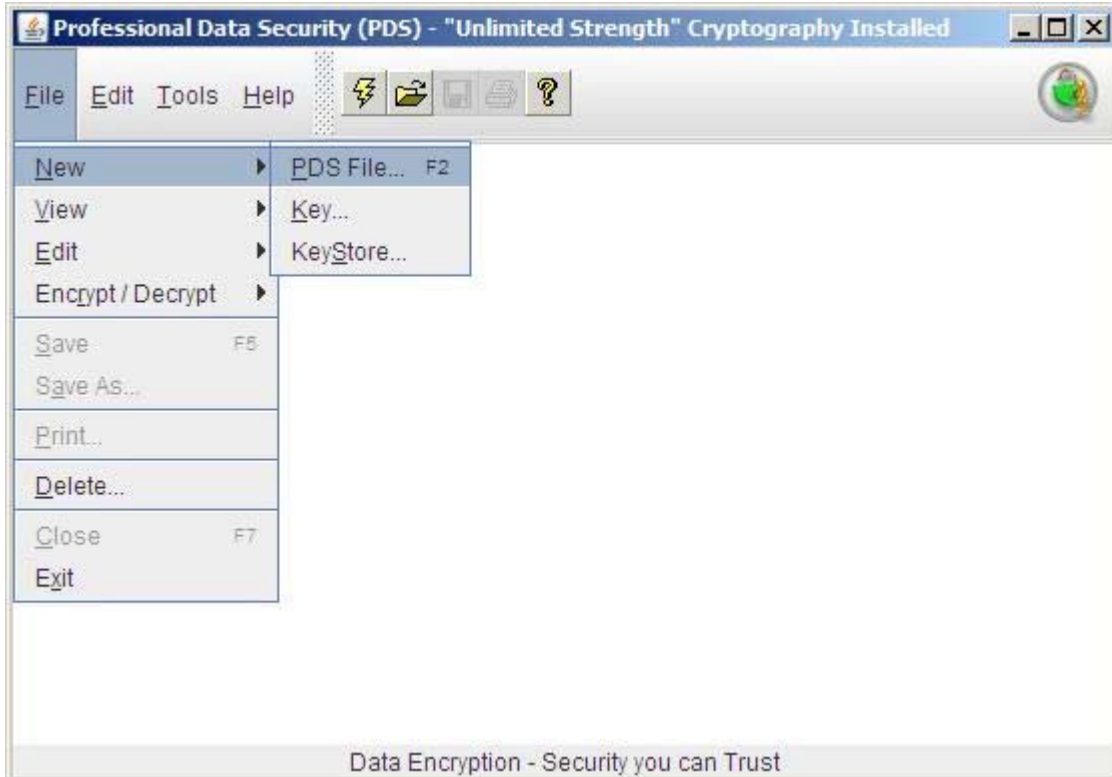 Professional Data Security (PDS) - "Unlimited Strength" Cryptography Installed
File Edit Tools Help
New
PDS File... F2
View
Key...
Edit
KeyStore...
Encrypt / Decrypt
Save F5
Save As...
Print...
Delete...
Close F7
Exit
Data Encryption - Security you can Trust